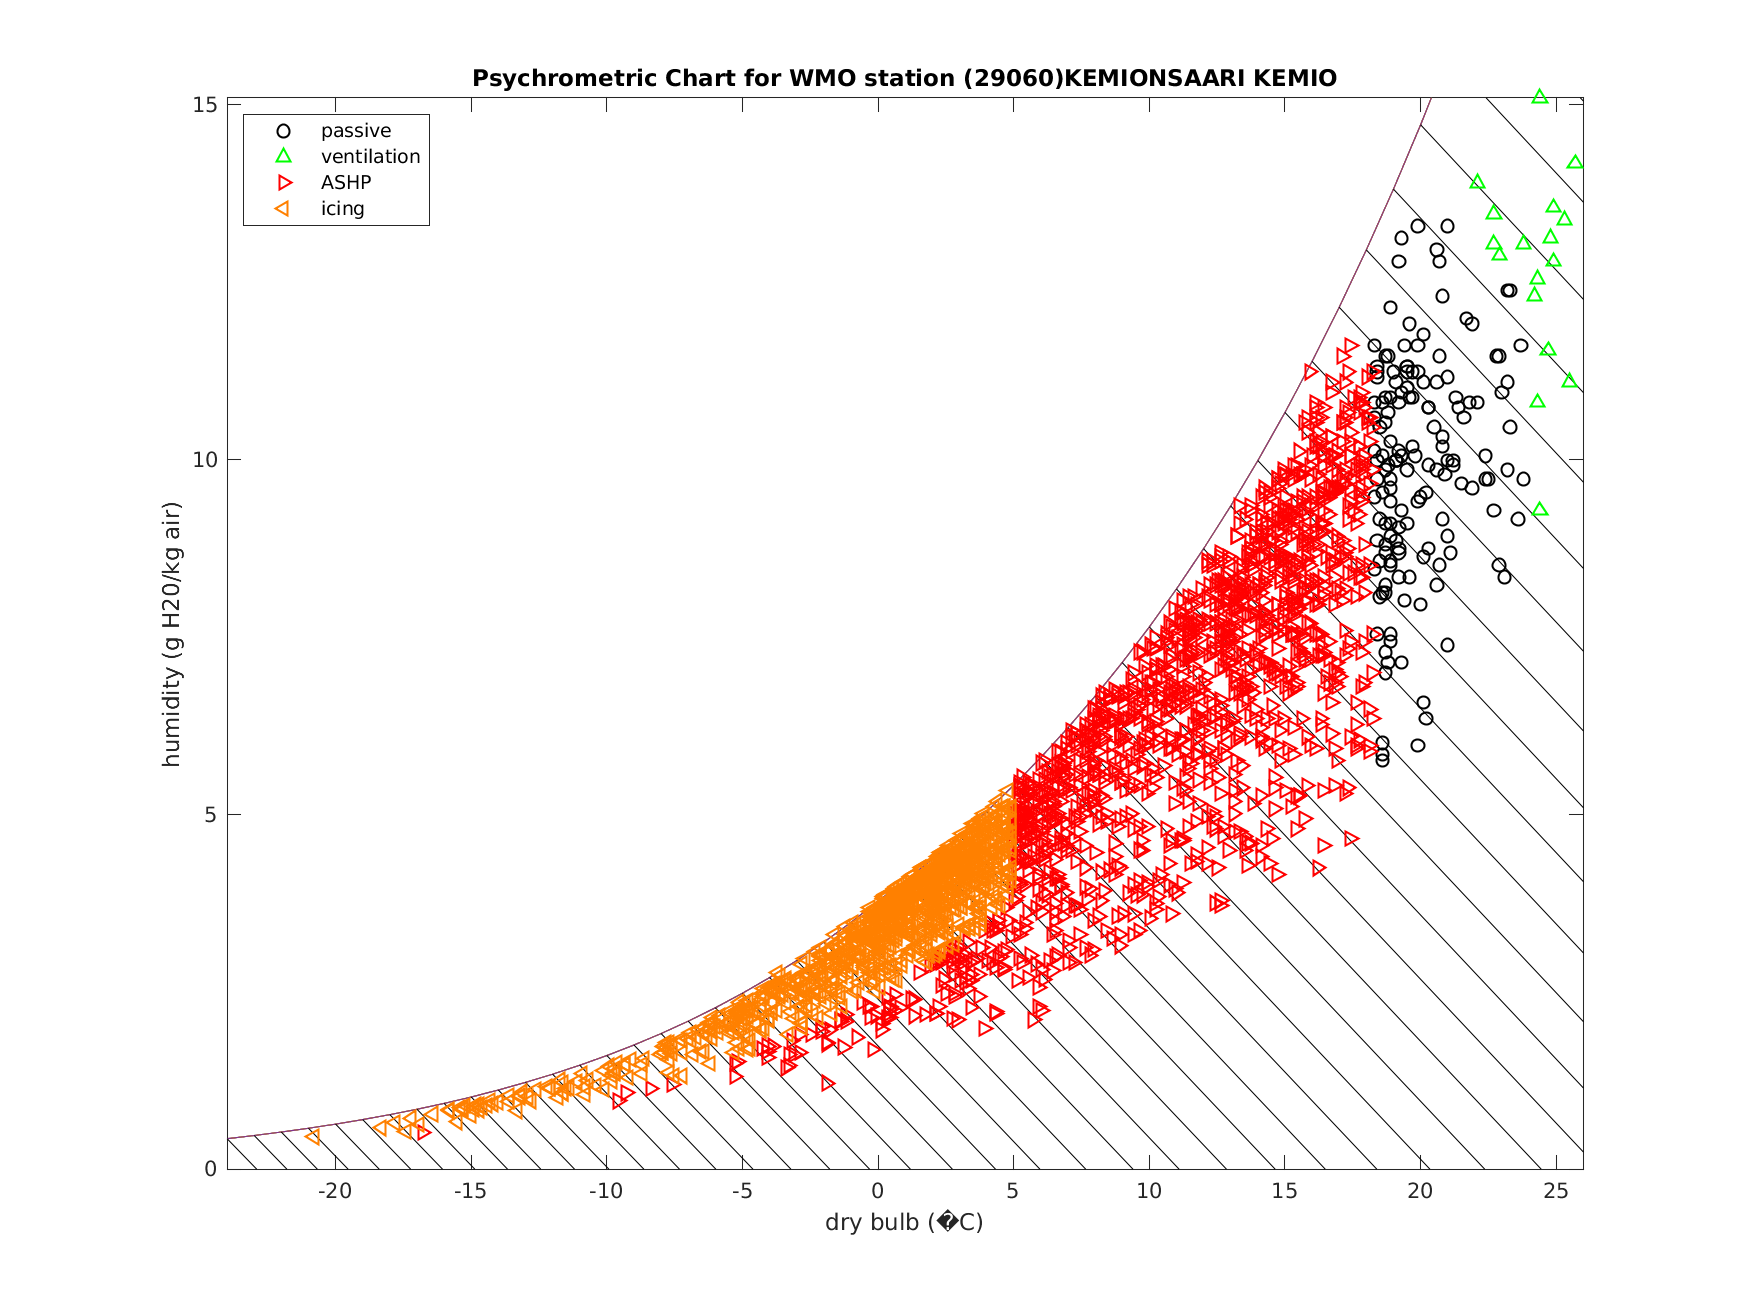 Psychrometric Chart for WMO station (29060)KEMIONSAARI KEMIO
passive
ventilation
ASHP
icing
15
10
5
0
humidity (g H20/kg air)
-20 -15 -10 -5 0 5 10 15 20 25
dry bulb (�C)